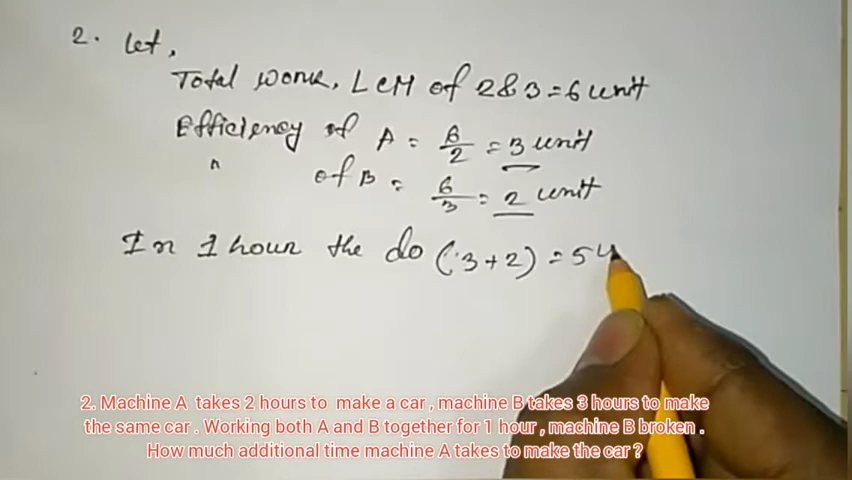 2. Let,
Total work, LCM of 2 & 3 = 6 unit
Efficiency of A = 6/2 = 3 unit
" of B = 6/3 = 2 unit
In 1 hour the do (3+2) = 5 u
2. Machine A takes 2 hours to make a car , machine B takes 3 hours to make
the same car . Working both A and B together for 1 hour , machine B broken .
How much additional time machine A takes to make the car ?